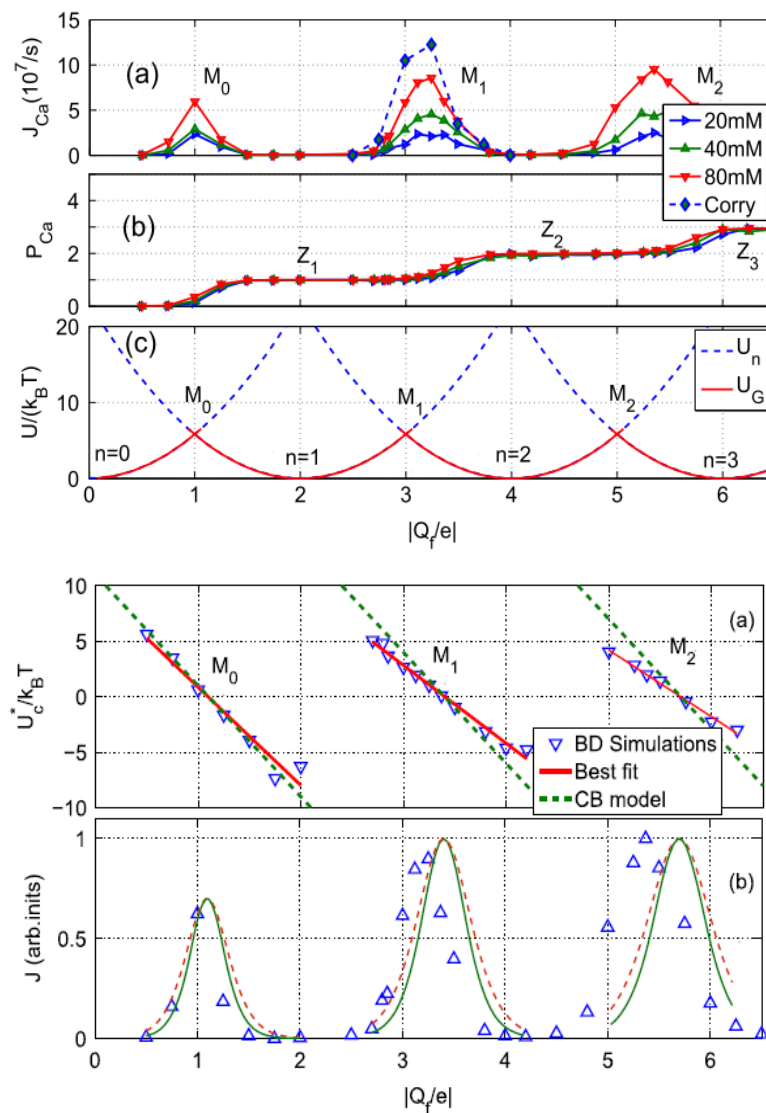 15
10
5
0
J_Ca(10^7/s)
(a)
M_0
M_1
M_2
20mM
40mM
80mM
Corry
4
2
0
P_Ca
(b)
Z_1
Z_2
Z_3
20
10
0
U/(k_BT)
(c)
M_0
M_1
M_2
U_n
U_G
n=0
n=1
n=2
n=3
0 1 2 3 4 5 6
|Q_f/e|
10
5
0
−5
−10
U_c^*/k_BT
(a)
M_0
M_1
M_2
BD Simulations
Best fit
CB model
1
0.5
0
J (arb.inits)
(b)
0 1 2 3 4 5 6
|Q_f/e|